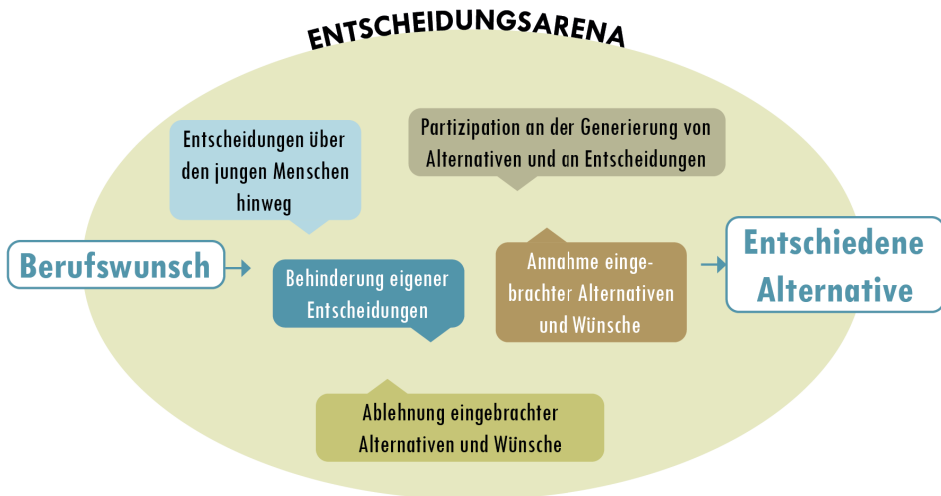 ENTSCHEIDUNGSARENA
Entscheidungen über
den jungen Menschen
hinweg
Partizipation an der Generierung von
Alternativen und an Entscheidungen
Berufswunsch
Behinderung eigener
Entscheidungen
Annahme einge-
brachter Alternativen
und Wünsche
Entschiedene
Alternative
Ablehnung eingebrachter
Alternativen und Wünsche